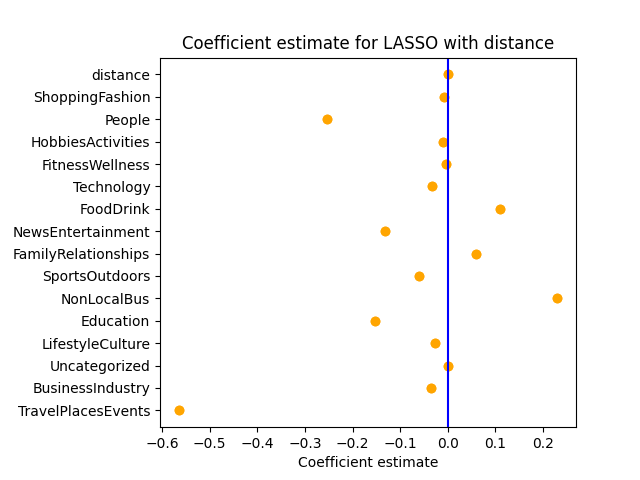 Coefficient estimate for LASSO with distance
distance
ShoppingFashion
People
HobbiesActivities
FitnessWellness
Technology
FoodDrink
NewsEntertainment
FamilyRelationships
SportsOutdoors
NonLocalBus
Education
LifestyleCulture
Uncategorized
BusinessIndustry
TravelPlacesEvents
−0.6 −0.5 −0.4 −0.3 −0.2 −0.1 0.0 0.1 0.2
Coefficient estimate